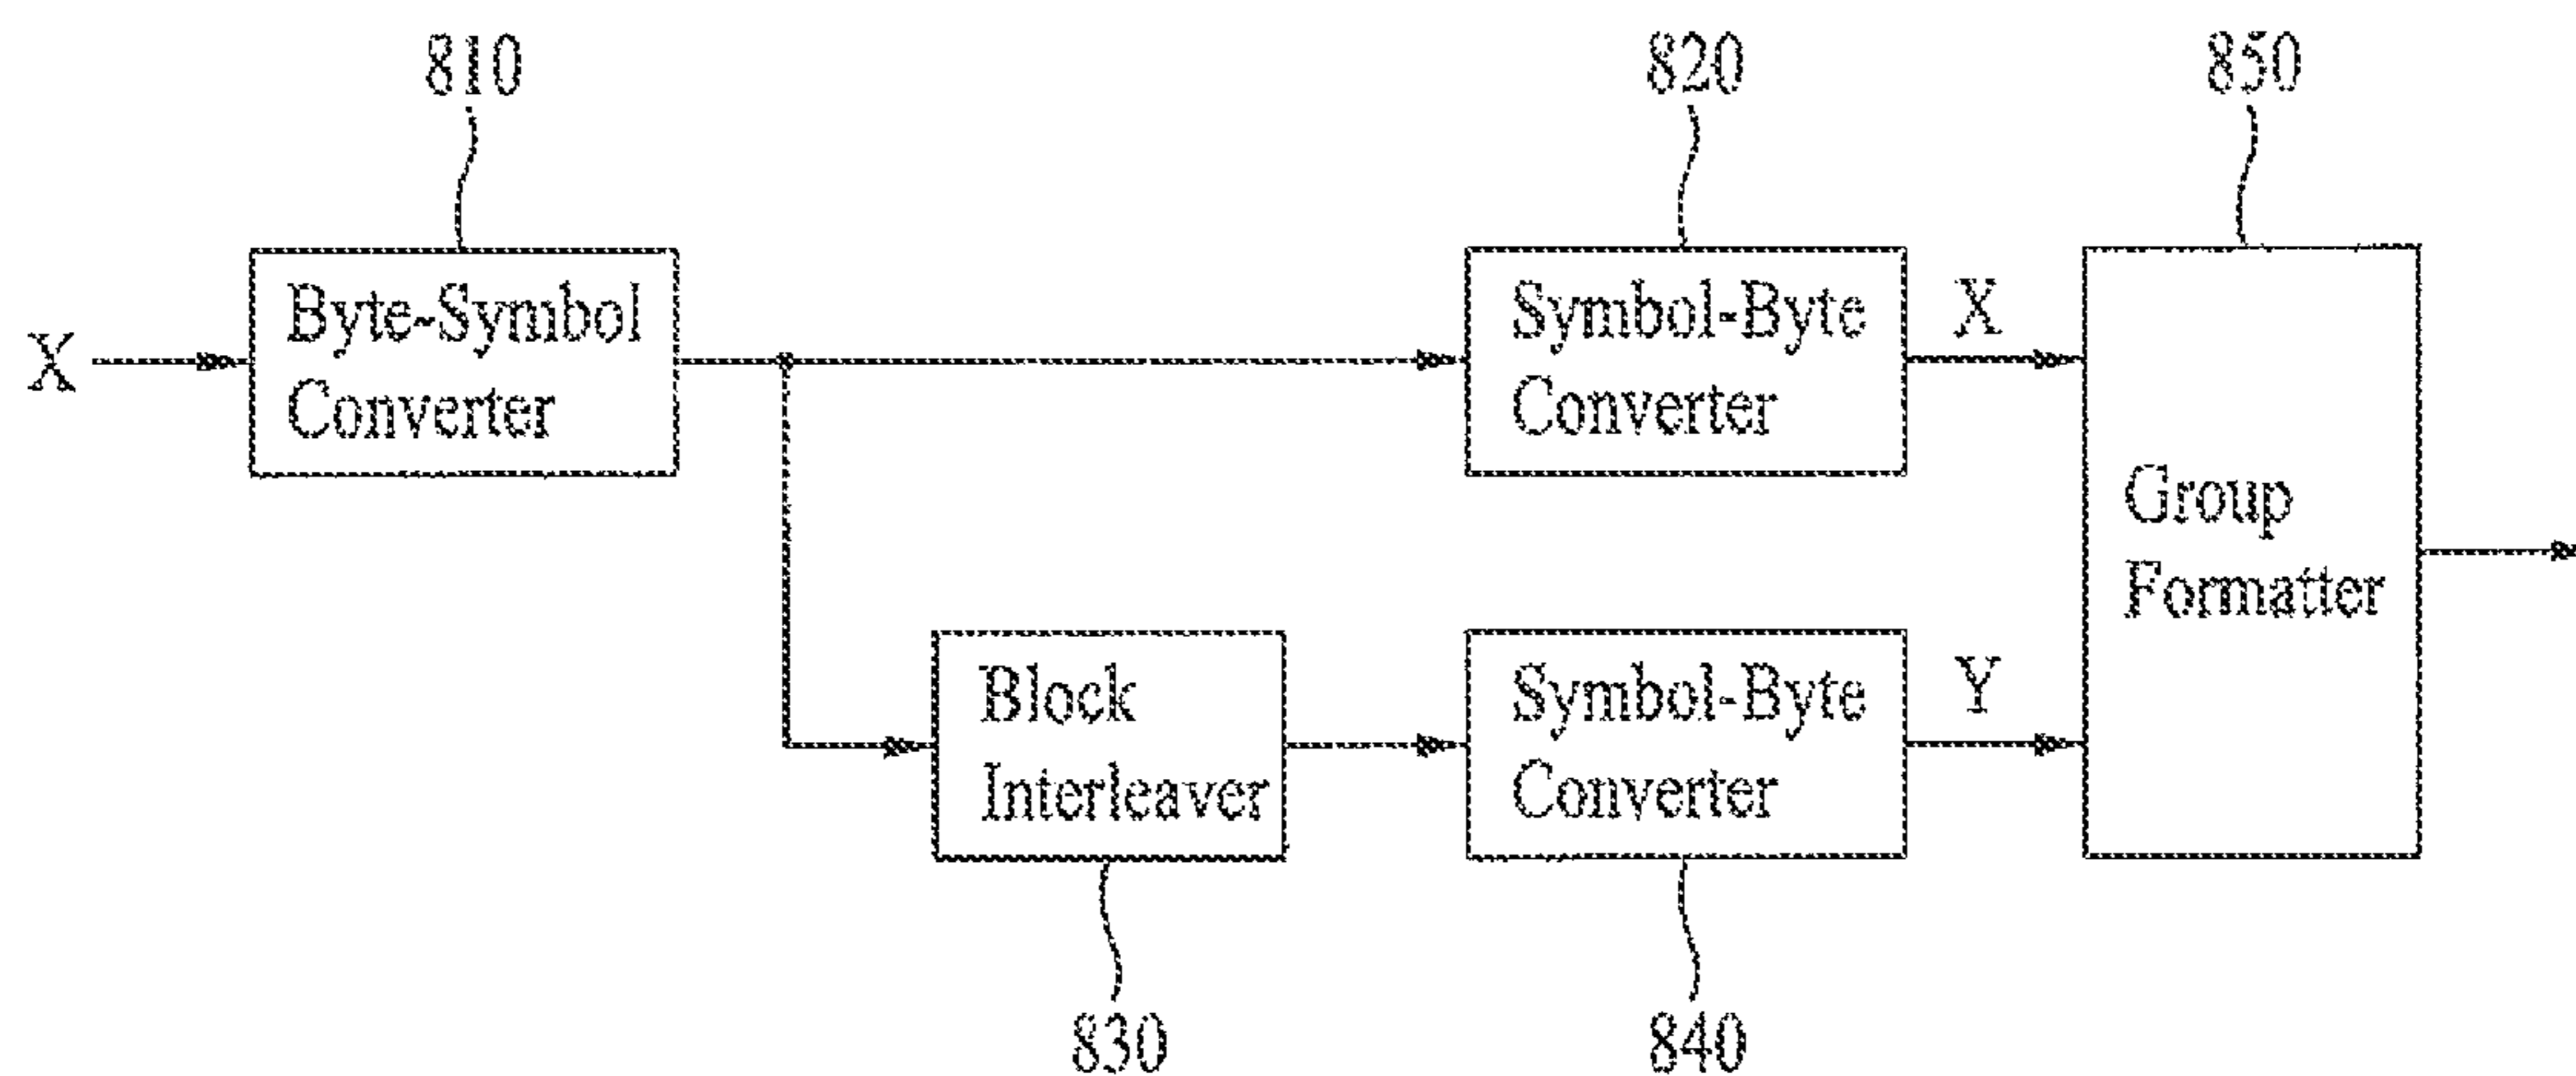 810
820
850
X
Byte-Symbol
Converter
Symbol-Byte
Converter
X
Group
Formatter
Block
Interleaver
Symbol-Byte
Converter
Y
830
840